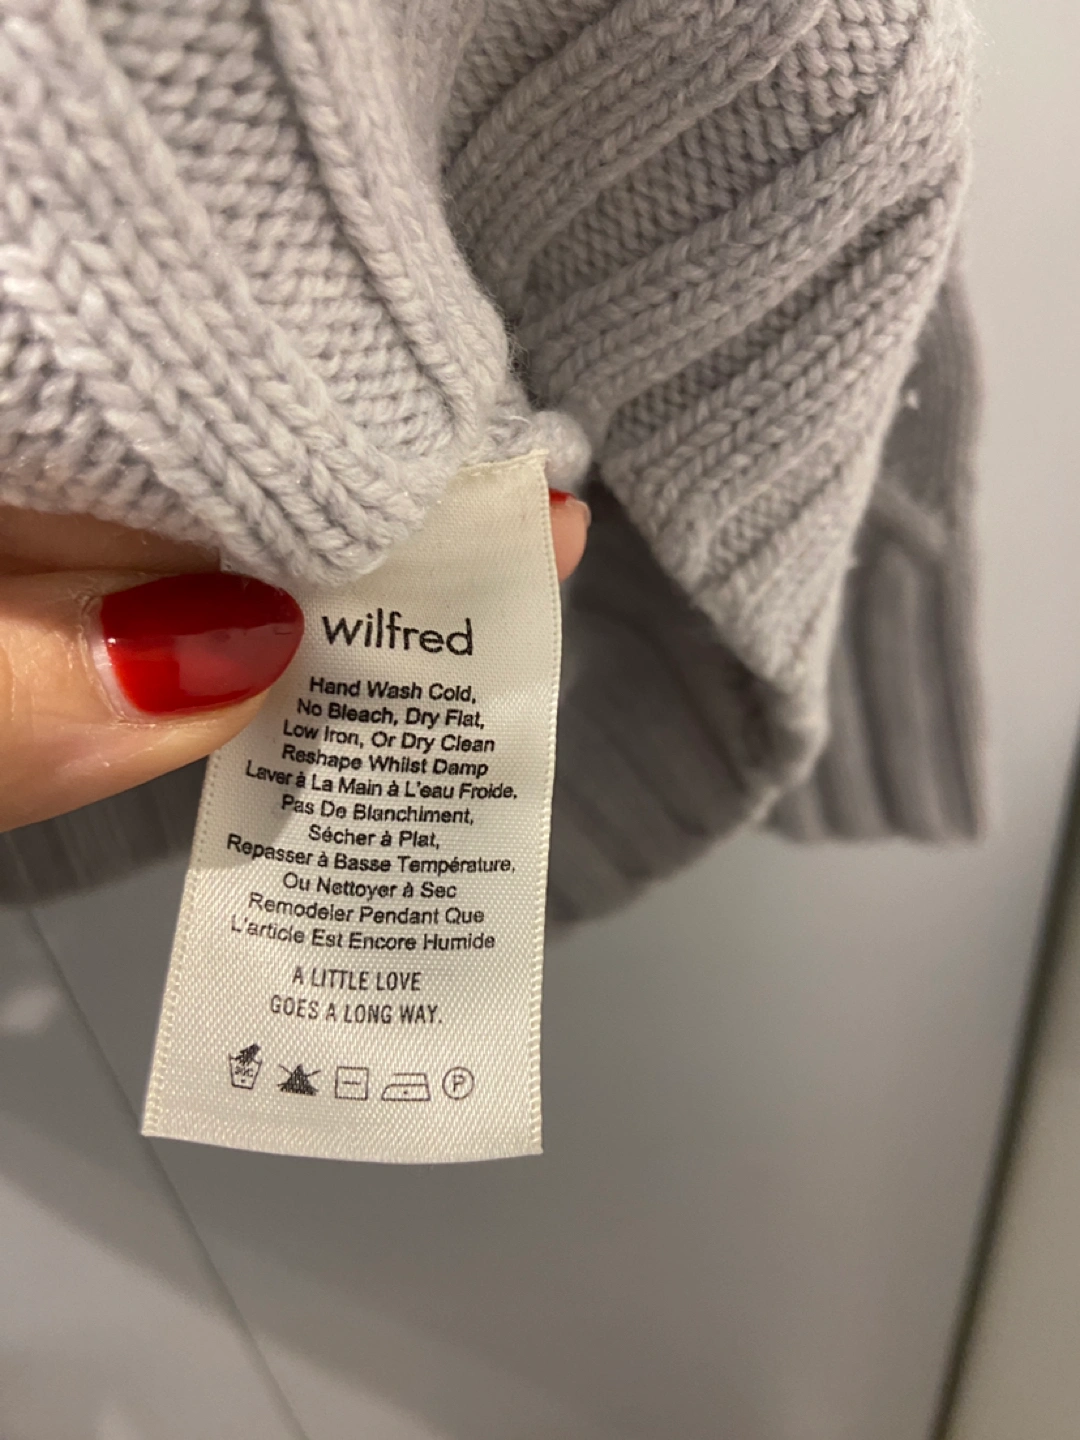 wilfred
Hand Wash Cold,
No Bleach, Dry Flat,
Low Iron, Or Dry Clean
Reshape Whilst Damp
Laver à La Main à L'eau Froide,
Pas De Blanchiment,
Sécher à Plat,
Repasser à Basse Température,
Ou Nettoyer à Sec
Remodeler Pendant Que
L'article Est Encore Humide
A LITTLE LOVE
GOES A LONG WAY.
30C
P